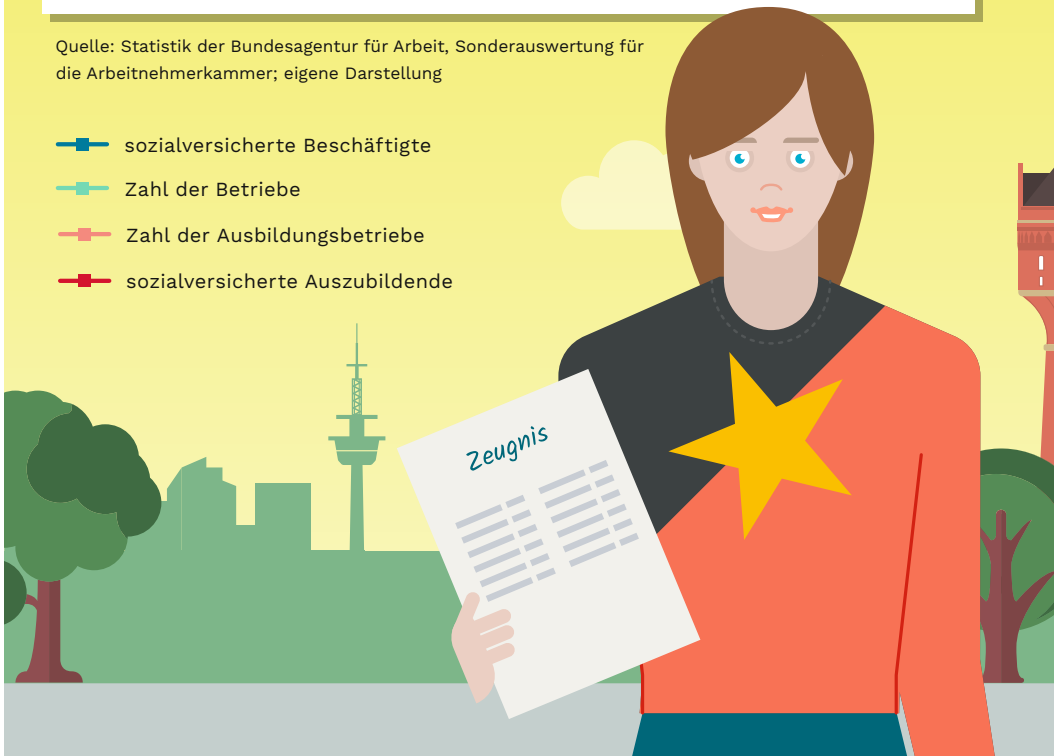 Quelle: Statistik der Bundesagentur für Arbeit, Sonderauswertung für
die Arbeitnehmerkammer; eigene Darstellung
sozialversicherte Beschäftigte
Zahl der Betriebe
Zahl der Ausbildungsbetriebe
sozialversicherte Auszubildende
Zeugnis